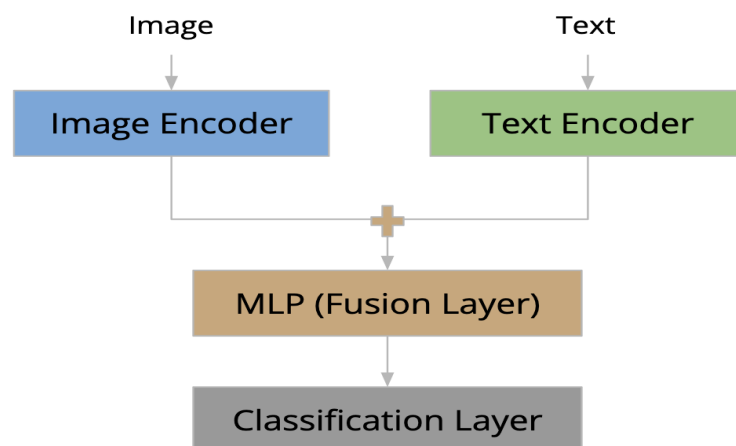 Image
Text
Image Encoder
Text Encoder
MLP (Fusion Layer)
Classification Layer